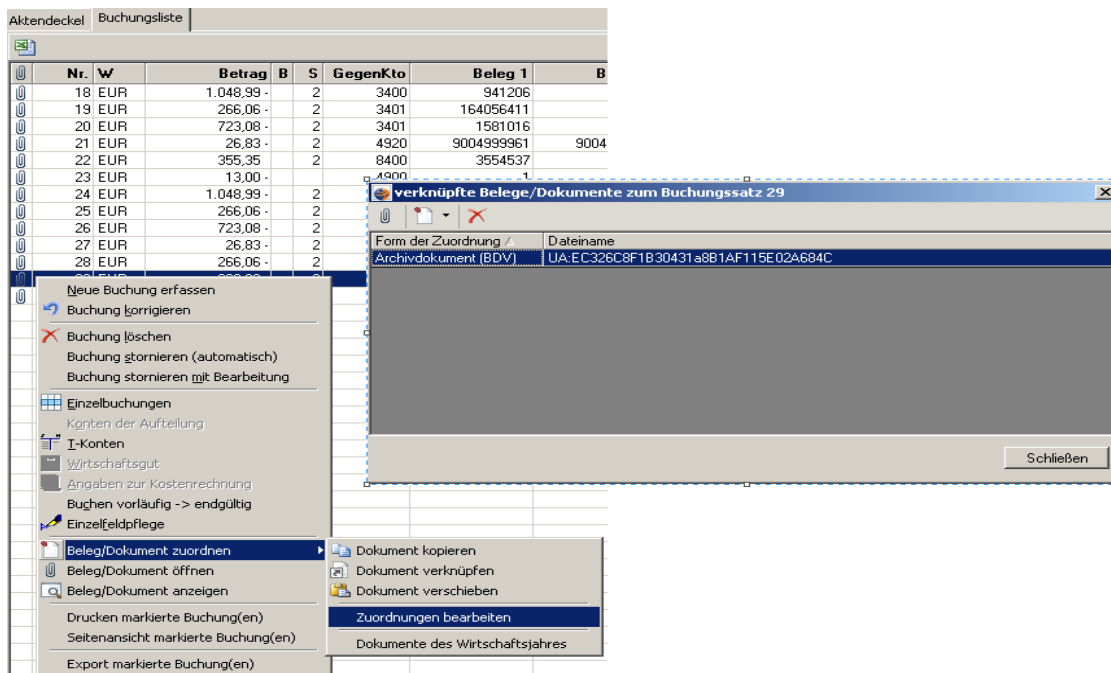 Aktendeckel Buchungsliste
Nr. W Betrag B S GegenKto Beleg 1 B
18 EUR 1.048,99 - 2 3400 941206
19 EUR 266,06 - 2 3401 164056411
20 EUR 723,08 - 2 3401 1581016
21 EUR 26,83 - 2 4920 9004999961 9004
22 EUR 355,35 2 8400 3554537
23 EUR 13,00 - 4900 1
24 EUR 1.048,99 - 2
25 EUR 266,06 - 2
26 EUR 723,08 - 2
27 EUR 26,83 - 2
28 EUR 266,06 - 2
Neue Buchung erfassen
Buchung korrigieren
Buchung löschen
Buchung stornieren (automatisch)
Buchung stornieren mit Bearbeitung
Einzelbuchungen
Konten der Aufteilung
T-Konten
Wirtschaftsgut
Angaben zur Kostenrechnung
Buchen vorläufig -> endgültig
Einzelfeldpflege
Beleg/Dokument zuordnen
Beleg/Dokument öffnen
Beleg/Dokument anzeigen
Drucken markierte Buchung(en)
Seitenansicht markierte Buchung(en)
Export markierte Buchung(en)
Dokument kopieren
Dokument verknüpfen
Dokument verschieben
Zuordnungen bearbeiten
Dokumente des Wirtschaftsjahres
verknüpfte Belege/Dokumente zum Buchungssatz 29
Form der Zuordnung Dateiname
Archivdokument (BDV) UA:EC326C8F1B30431a8B1AF115E02A684C
Schließen